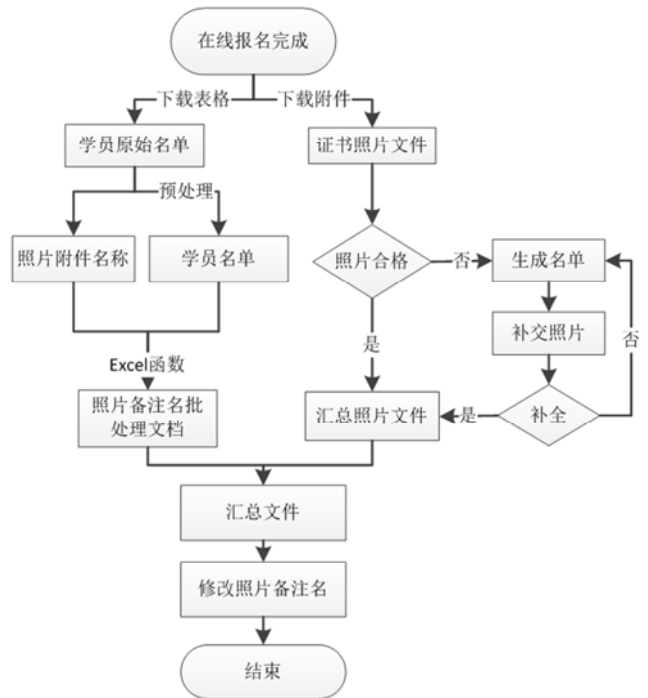 在线报名完成
下载表格
下载附件
学员原始名单
证书照片文件
预处理
照片附件名称
学员名单
照片合格
否
生成名单
补交照片
否
是
Excel函数
照片备注名批
处理文档
汇总照片文件
是
补全
汇总文件
修改照片备注名
结束